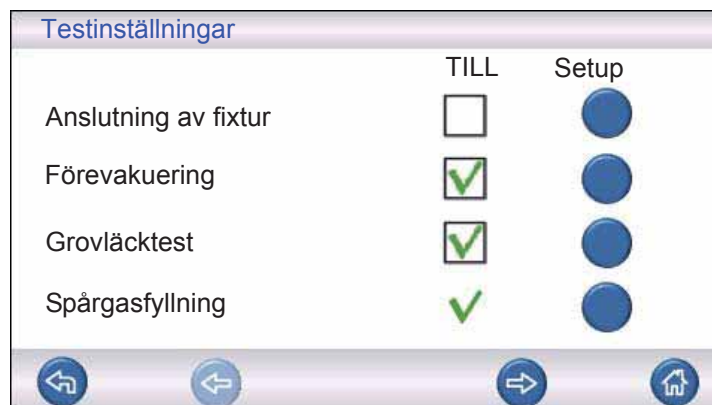 Testinställningar
TILL Setup
Anslutning av fixtur
Förevakuering
Grovläcktest
Spårgasfyllning